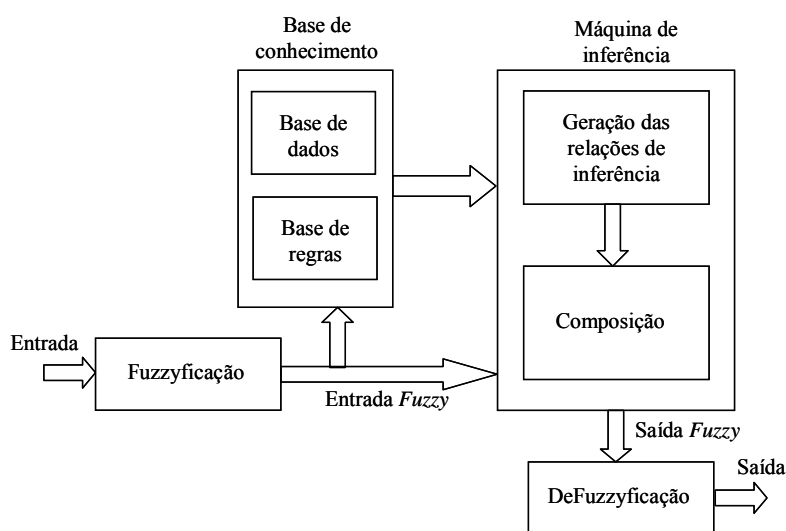 Base de
conhecimento
Máquina de
inferência
Base de
dados
Geração das
relações de
inferência
Base de
regras
Composição
Entrada
Fuzzyficação
Entrada Fuzzy
Saída Fuzzy
Saída
DeFuzzyficação